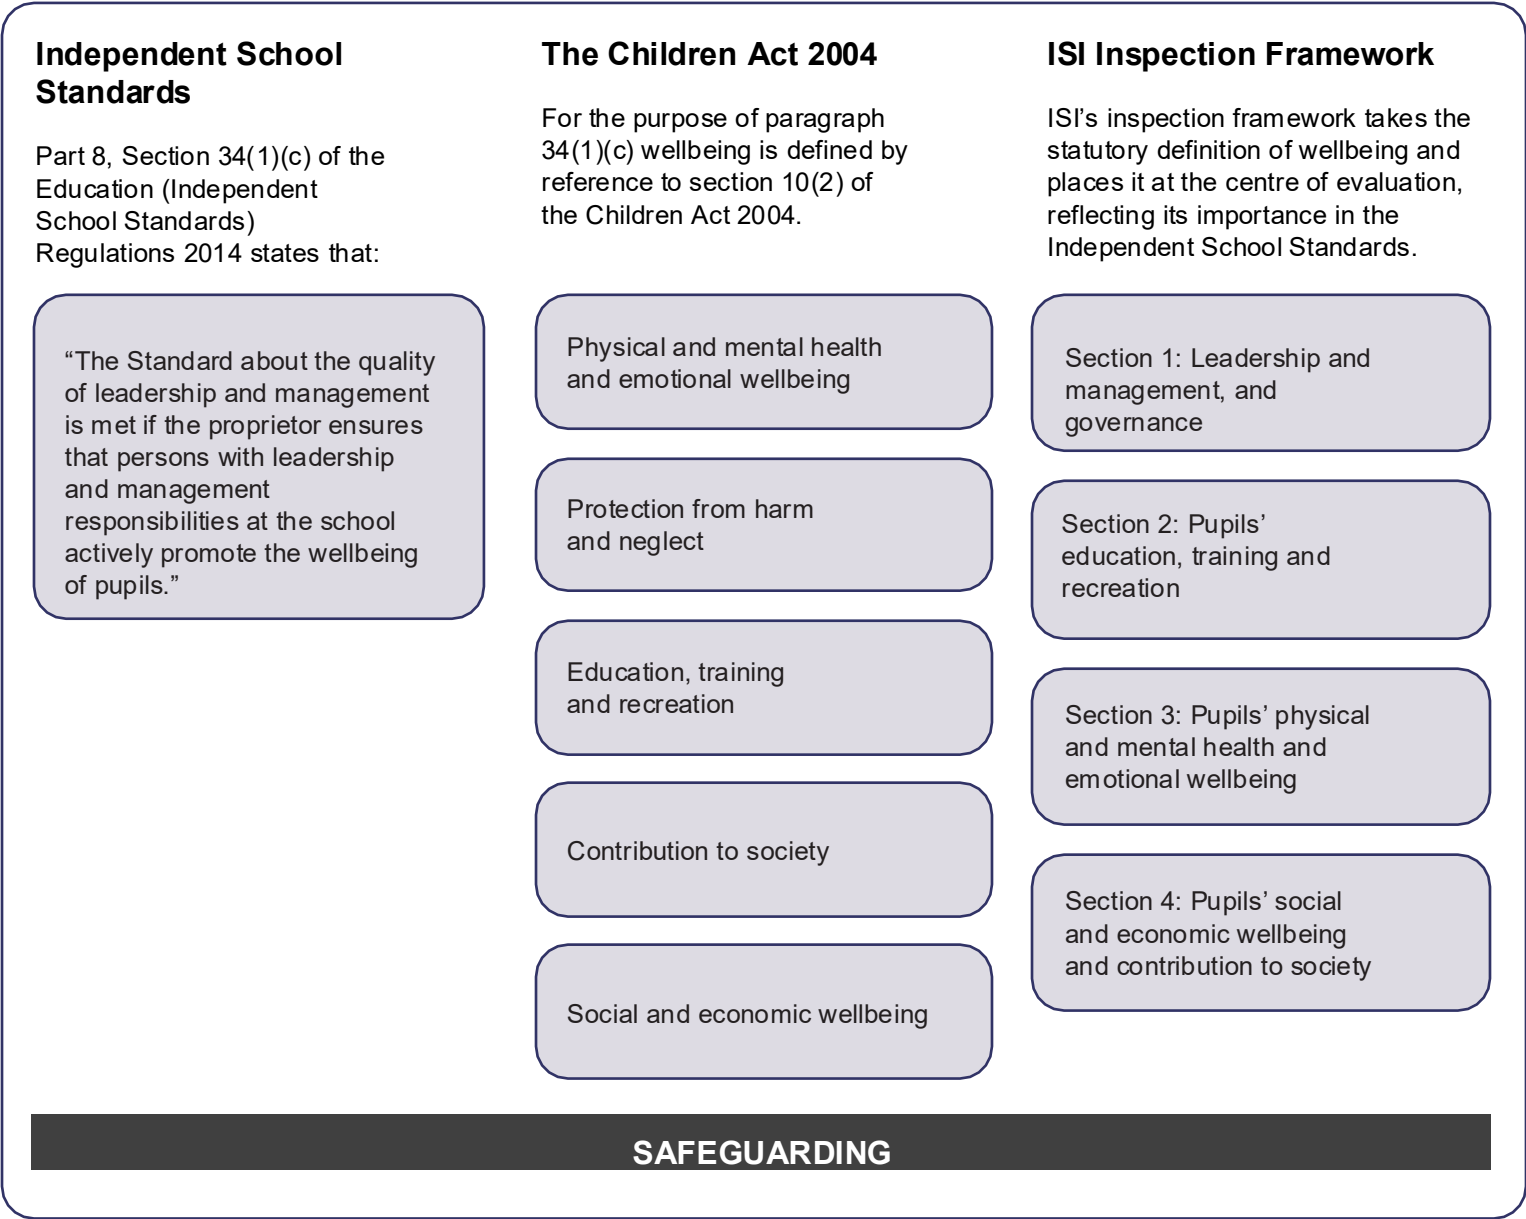 Independent School
Standards
Part 8, Section 34(1)(c) of the
Education (Independent
School Standards)
Regulations 2014 states that:
“The Standard about the quality
of leadership and management
is met if the proprietor ensures
that persons with leadership
and management
responsibilities at the school
actively promote the wellbeing
of pupils.”
The Children Act 2004
For the purpose of paragraph
34(1)(c) wellbeing is defined by
reference to section 10(2) of
the Children Act 2004.
Physical and mental health
and emotional wellbeing
Protection from harm
and neglect
Education, training
and recreation
Contribution to society
Social and economic wellbeing
ISI Inspection Framework
ISI’s inspection framework takes the
statutory definition of wellbeing and
places it at the centre of evaluation,
reflecting its importance in the
Independent School Standards.
Section 1: Leadership and
management, and
governance
Section 2: Pupils’
education, training and
recreation
Section 3: Pupils’ physical
and mental health and
emotional wellbeing
Section 4: Pupils’ social
and economic wellbeing
and contribution to society
SAFEGUARDING